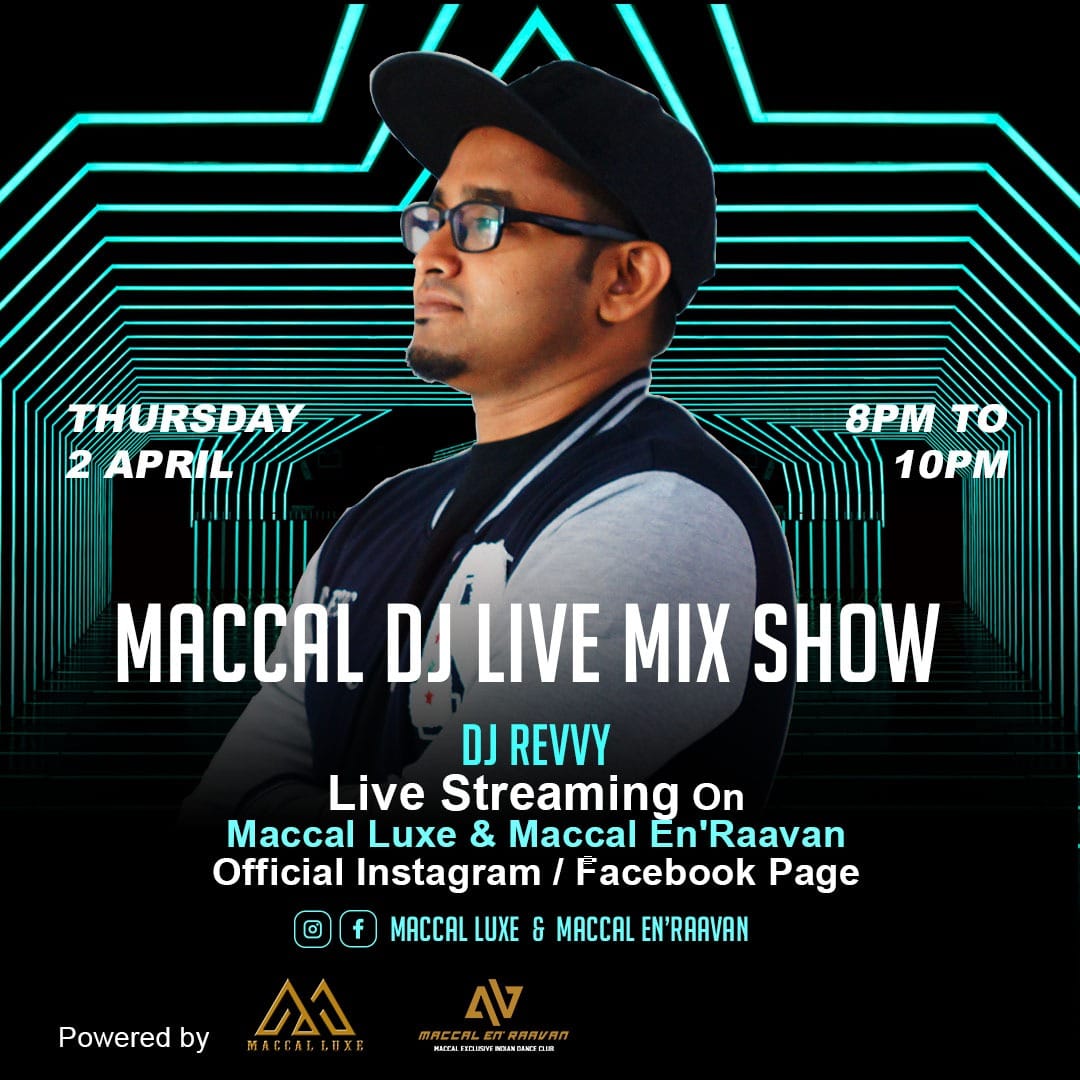 THURSDAY
2 APRIL
8PM TO
10PM
MACCAL DJ LIVE MIX SHOW
DJ REVVY
Live Streaming On
Maccal Luxe & Maccal En'Raavan
Official Instagram / Facebook Page
MACCAL LUXE & MACCAL EN'RAAVAN
Powered by
MACCAL LUXE
MACCAL EN' RAAVAN
MACCAL EXCLUSIVE INDIAN DANCE CLUB